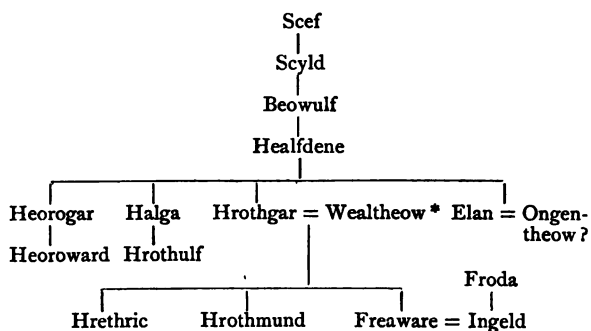 Scef
Scyld
Beowulf
Healfdene
Heorogar Halga Hrothgar = Wealtheow * Elan = Ongen-
theow ?
Heoroward Hrothulf
Froda
Hrethric Hrothmund Freaware = Ingeld